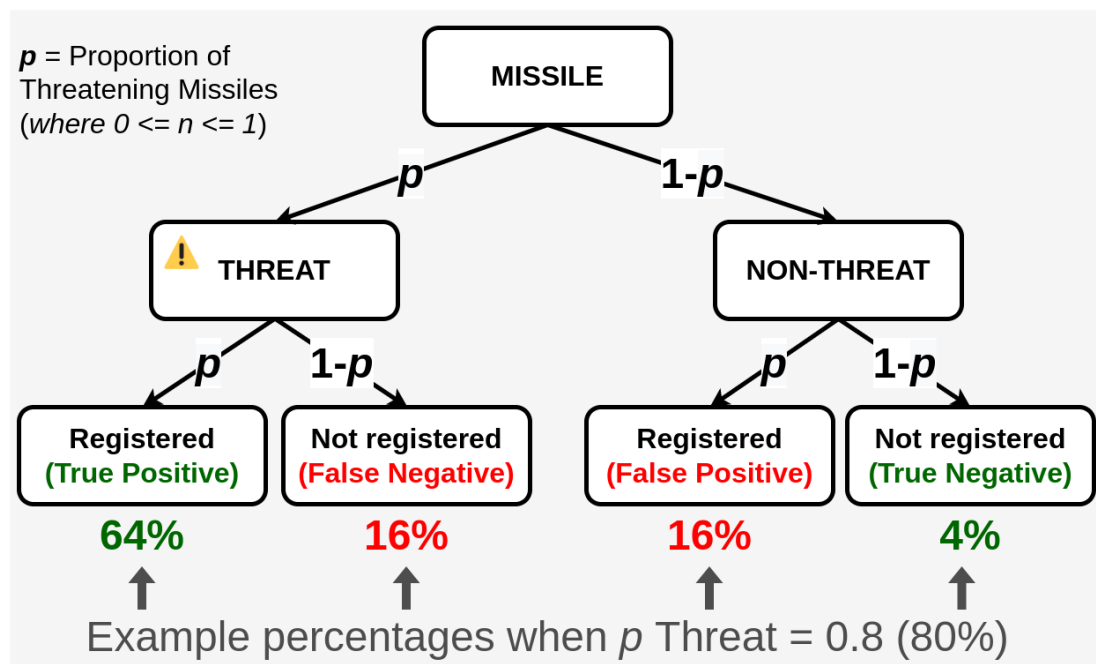 p = Proportion of
Threatening Missiles
(where 0 <= n <= 1)
MISSILE
p
1-p
THREAT
NON-THREAT
p
1-p
p
1-p
Registered
(True Positive)
Not registered
(False Negative)
Registered
(False Positive)
Not registered
(True Negative)
64%
16%
16%
4%
Example percentages when p Threat = 0.8 (80%)